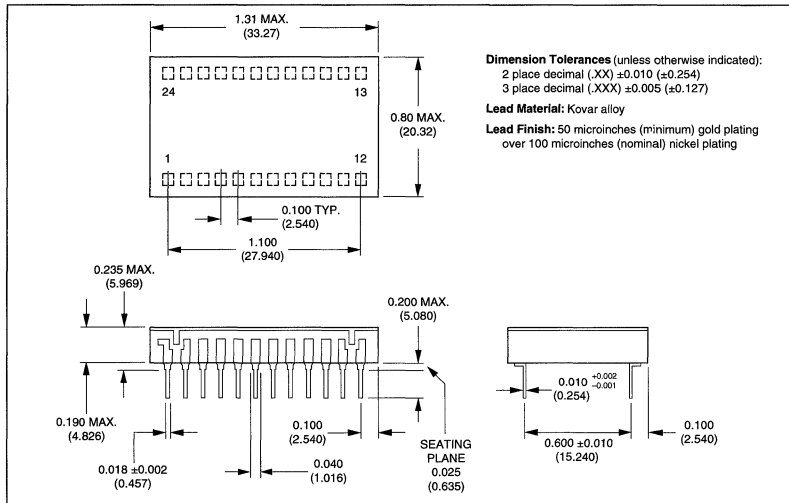 1.31 MAX.
(33.27)
24
13
1
12
0.80 MAX.
(20.32)
0.100 TYP.
(2.540)
1.100
(27.940)
Dimension Tolerances (unless otherwise indicated):
2 place decimal (.XX) ±0.010 (±0.254)
3 place decimal (.XXX) ±0.005 (±0.127)
Lead Material: Kovar alloy
Lead Finish: 50 microinches (minimum) gold plating
over 100 microinches (nominal) nickel plating
0.235 MAX.
(5.969)
0.200 MAX.
(5.080)
0.190 MAX.
(4.826)
0.018 ±0.002
(0.457)
0.040
(1.016)
0.100
(2.540)
SEATING
PLANE
0.025
(0.635)
0.010 +0.002
−0.001
(0.254)
0.600 ±0.010
(15.240)
0.100
(2.540)